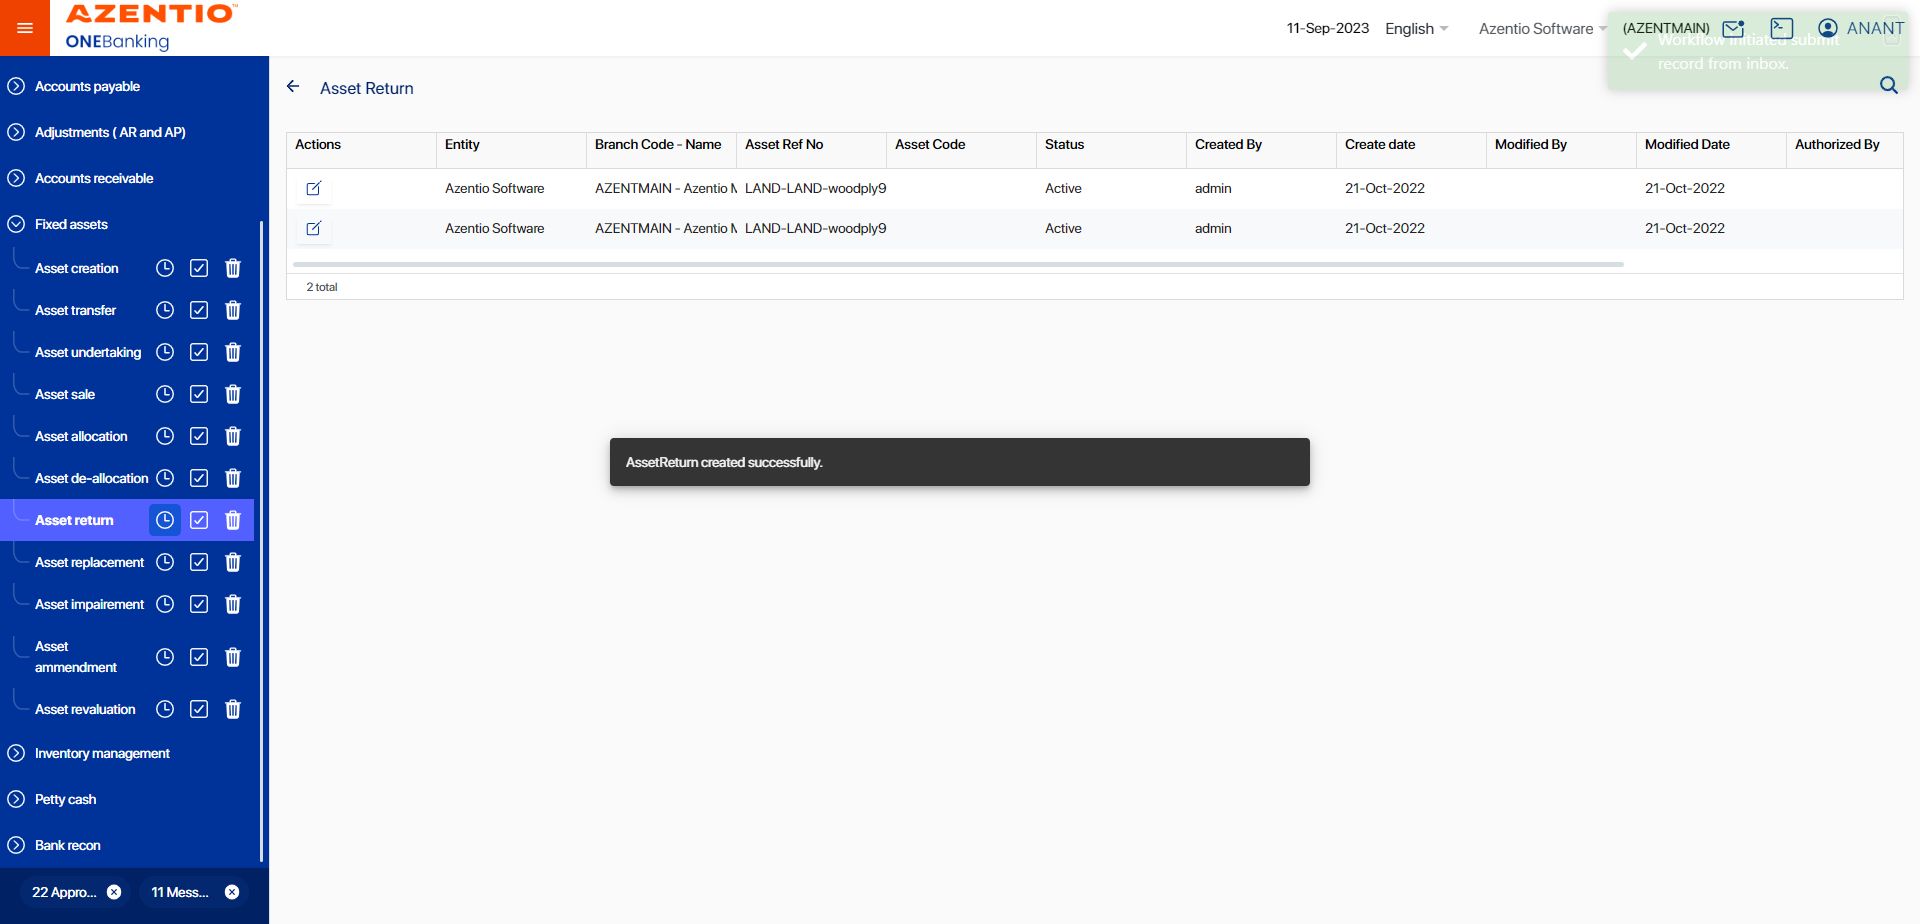 AZENTIO™
ONEBanking
11-Sep-2023
English
Azentio Software
(AZENTMAIN)
ANANT
Workflow initiated submit
record from inbox.
Accounts payable
Adjustments ( AR and AP)
Accounts receivable
Fixed assets
Asset creation
Asset transfer
Asset undertaking
Asset sale
Asset allocation
Asset de-allocation
Asset return
Asset replacement
Asset impairement
Asset
ammendment
Asset revaluation
Inventory management
Petty cash
Bank recon
22 Appro...
11 Mess...
Asset Return
Actions Entity Branch Code - Name Asset Ref No Asset Code Status Created By Create date Modified By Modified Date Authorized By
Azentio Software AZENTMAIN - Azentio M LAND-LAND-woodply9 Active admin 21-Oct-2022 21-Oct-2022
Azentio Software AZENTMAIN - Azentio M LAND-LAND-woodply9 Active admin 21-Oct-2022 21-Oct-2022
2 total
AssetReturn created successfully.